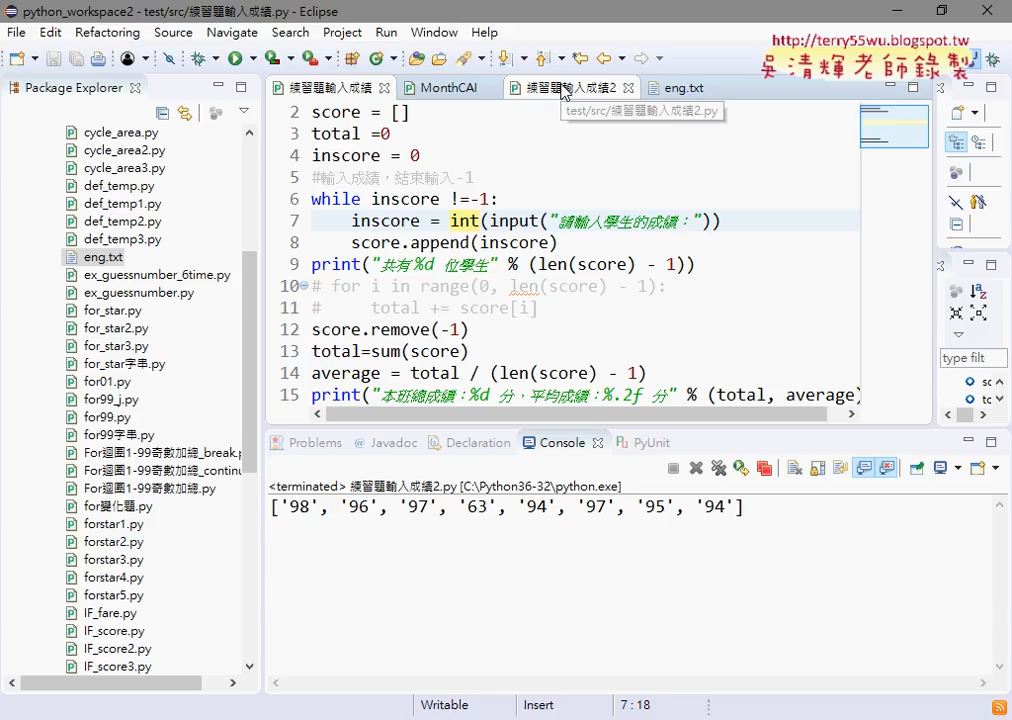 python_workspace2 - test/src/練習題輸入成績.py - Eclipse
File Edit Refactoring Source Navigate Search Project Run Window Help
http://terry55wu.blogspot.tw
吳清輝老師錄製
Package Explorer
練習題輸入成績
MonthCAl
練習題輸入成績2
eng.txt
test/src/練習題輸入成績2.py
cycle_area.py
cycle_area2.py
cycle_area3.py
def_temp.py
def_temp1.py
def_temp2.py
def_temp3.py
eng.txt
ex_guessnumber_6time.py
ex_guessnumber.py
for_star.py
for_star2.py
for_star3.py
for_star字串.py
for01.py
for99_j.py
for99.py
for99字串.py
For迴圈1-99奇數加總_break.p
For迴圈1-99奇數加總_continu
For迴圈1-99奇數加總.py
for變化題.py
forstar1.py
forstar2.py
forstar3.py
forstar4.py
forstar5.py
IF_fare.py
IF_score.py
IF_score2.py
IF_score3.py
2 score = []
3 total =0
4 inscore = 0
5 #輸入成績，結束輸入-1
6 while inscore !=-1:
7 inscore = int(input("請輸入學生的成績："))
8 score.append(inscore)
9 print("共有%d 位學生" % (len(score) - 1))
10 # for i in range(0, len(score) - 1):
11 # total += score[i]
12 score.remove(-1)
13 total=sum(score)
14 average = total / (len(score) - 1)
15 print("本班總成績：%d 分，平均成績：%.2f 分" % (total, average)
type filt
sc
tc
Problems @ Javadoc Declaration Console PyUnit
<terminated> 練習題輸入成績2.py [C:\Python36-32\python.exe]
['98', '96', '97', '63', '94', '97', '95', '94']
Writable Insert 7 : 18